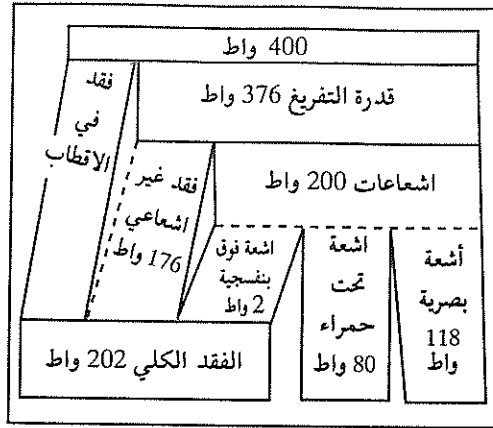 400 واط
قدرة التفريغ 376 واط
فقد
في
الاقطاب
اشعاعات 200 واط
فقد غير
اشعاعي
176 واط
اشعة فوق
بنفسجية
2 واط
اشعة
تحت
حمراء
80 واط
أشعة
بصرية
118
واط
الفقد الكلي 202 واط